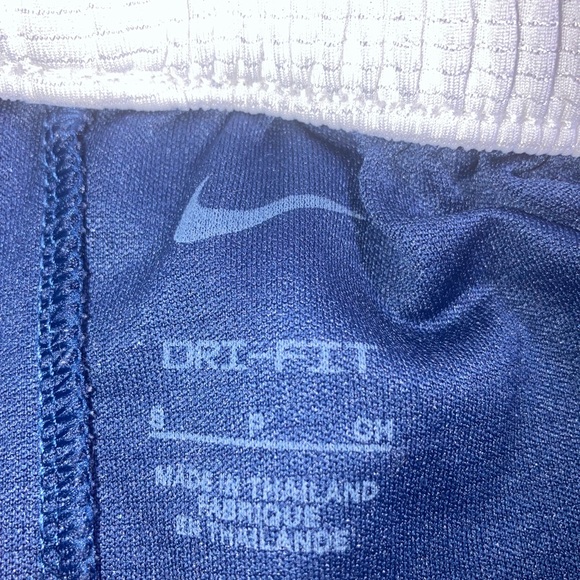 DRI-FIT
S P CH
MADE IN THAILAND
FABRIQUE
EN THAILANDE